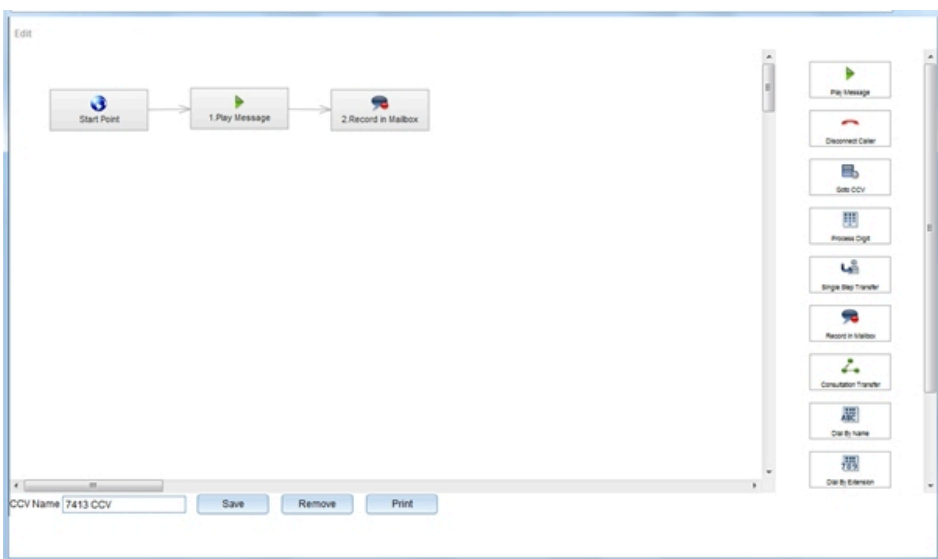 Edit
Start Point
1.Play Message
2.Record in Mailbox
Play Message
Disconnect Caller
Goto CCV
Process Digit
Single Step Transfer
Record in Mailbox
Consultation Transfer
ABC
Dial By Name
789
Dial By Extension
CCV Name 7413 CCV Save Remove Print